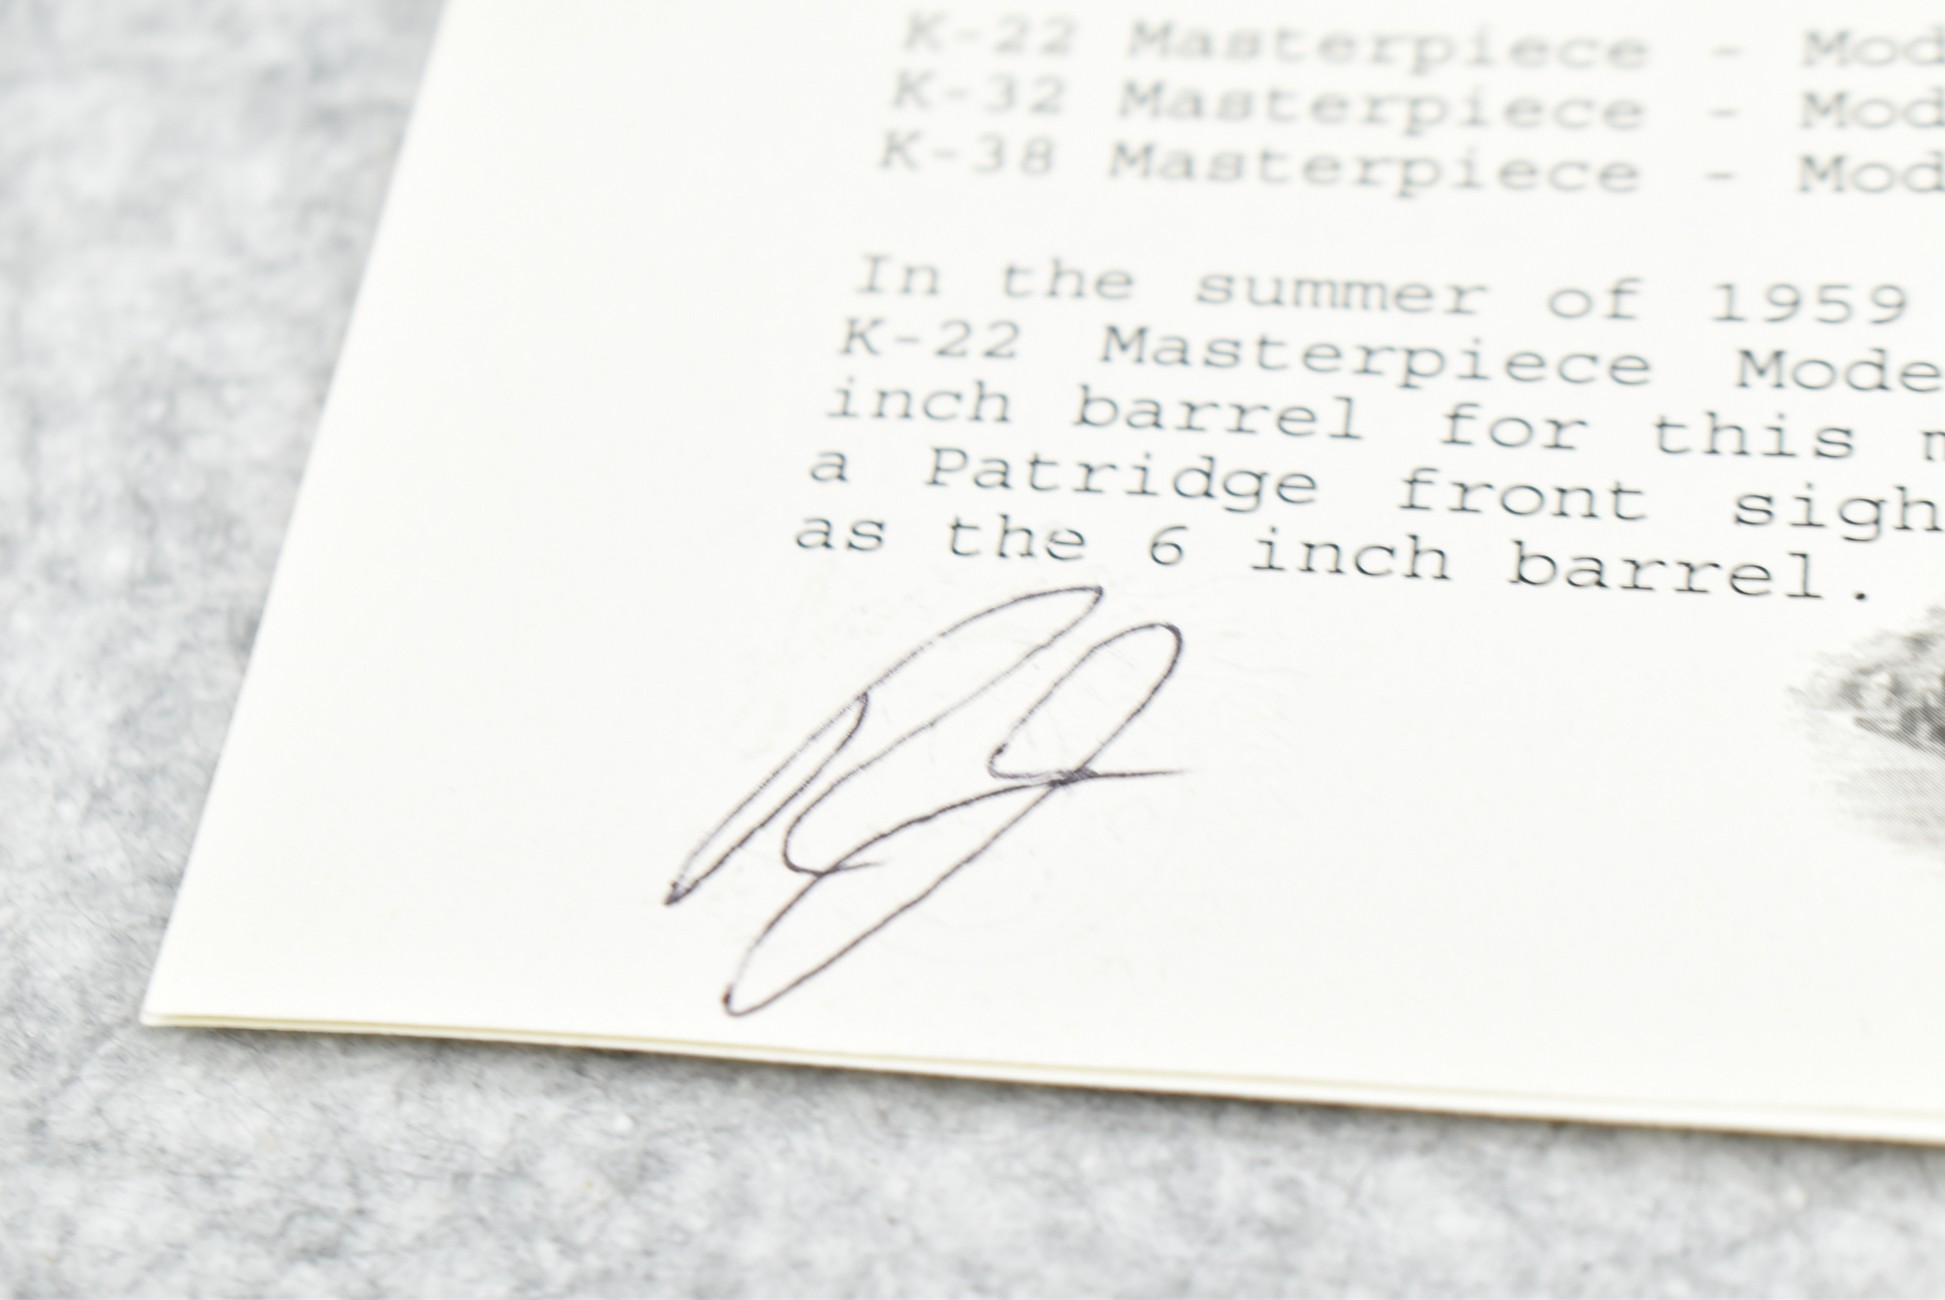 K-22 Masterpiece - Mod
K-32 Masterpiece - Mod
K-38 Masterpiece - Mod
In the summer of 1959
K-22 Masterpiece Mode
inch barrel for this
a Patridge front sigh
as the 6 inch barrel.